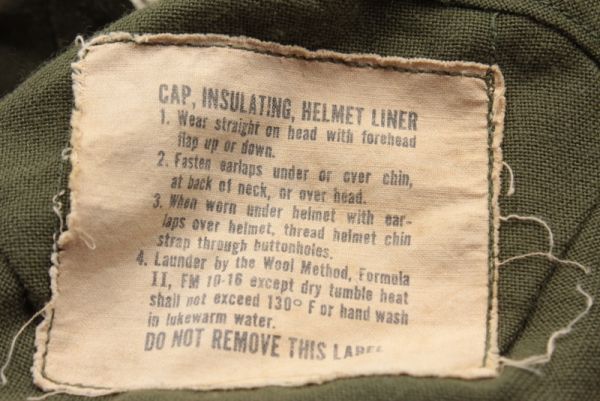 CAP, INSULATING, HELMET LINER
1. Wear straight on head with forehead
flap up or down.
2. Fasten earlaps under or over chin,
at back of neck, or over head.
3. When worn under helmet with ear-
laps over helmet, thread helmet chin
strap through buttonholes.
4. Launder by the Wool Method, Formula
II, FM 10-16 except dry tumble heat
shall not exceed 130° F or hand wash
in lukewarm water.
DO NOT REMOVE THIS LABEL